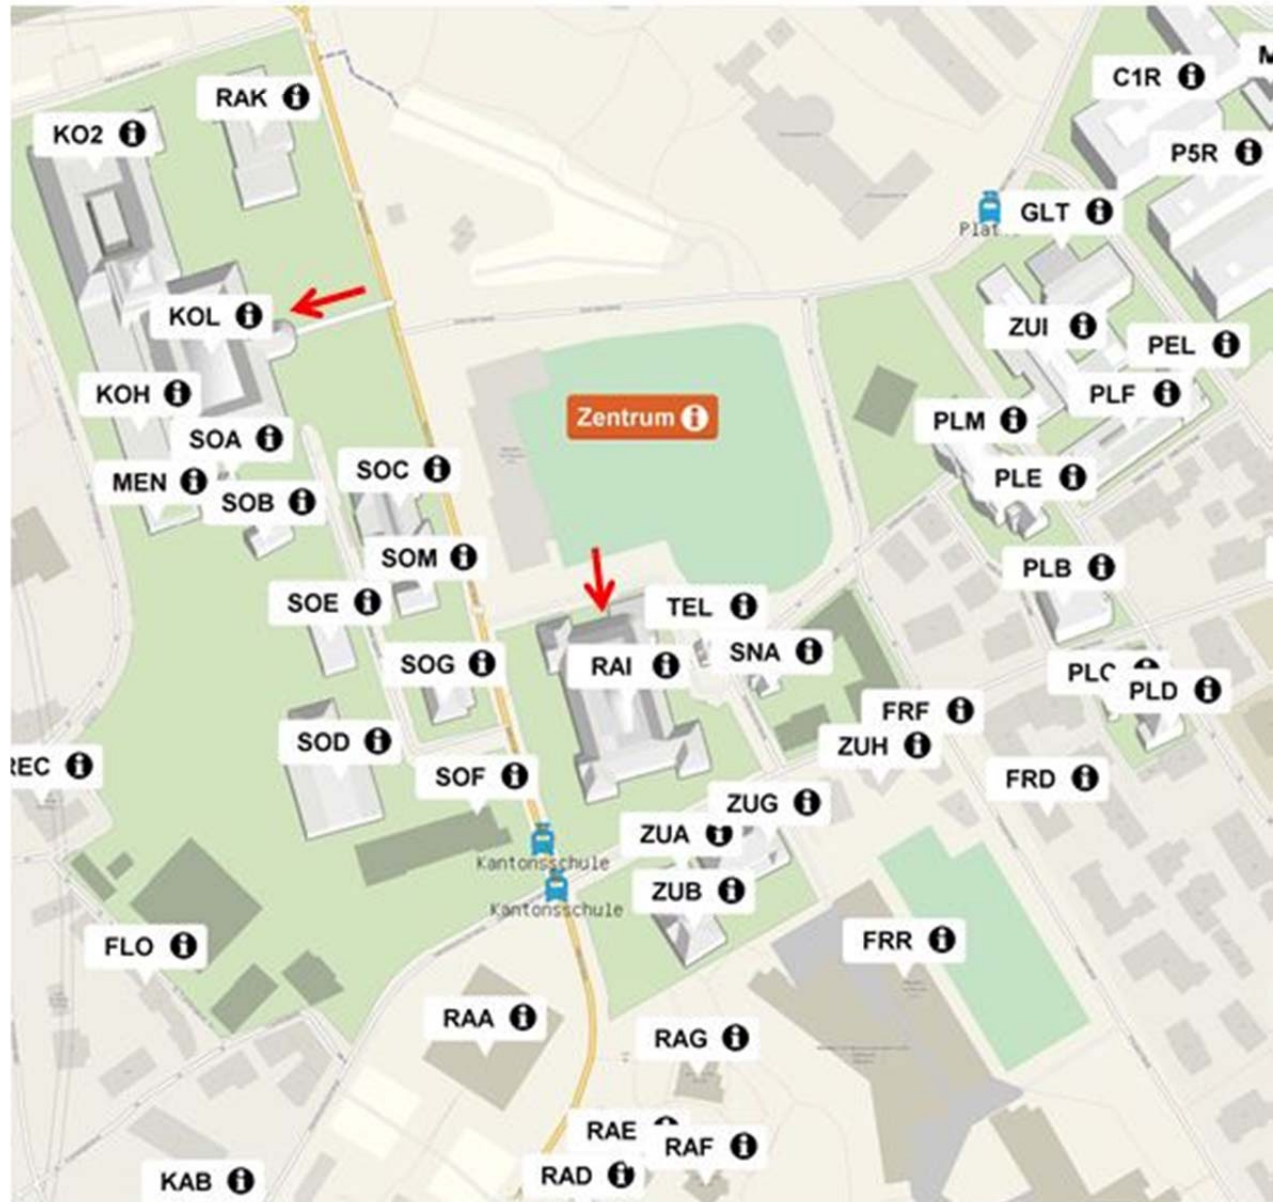 C1R
RAK
KO2
P5R
GLT
KOL
ZUI
PEL
KOH
PLF
Zentrum
PLM
SOA
SOC
MEN
SOB
PLE
SOM
PLB
SOE
TEL
SNA
SOG
RAI
PLD
FRF
SOD
ZUH
SOF
FRD
ZUG
ZUA
Kantonsschule
ZUB
Kantonsschule
FLO
FRR
RAA
RAG
RAE
RAF
RAD
KAB